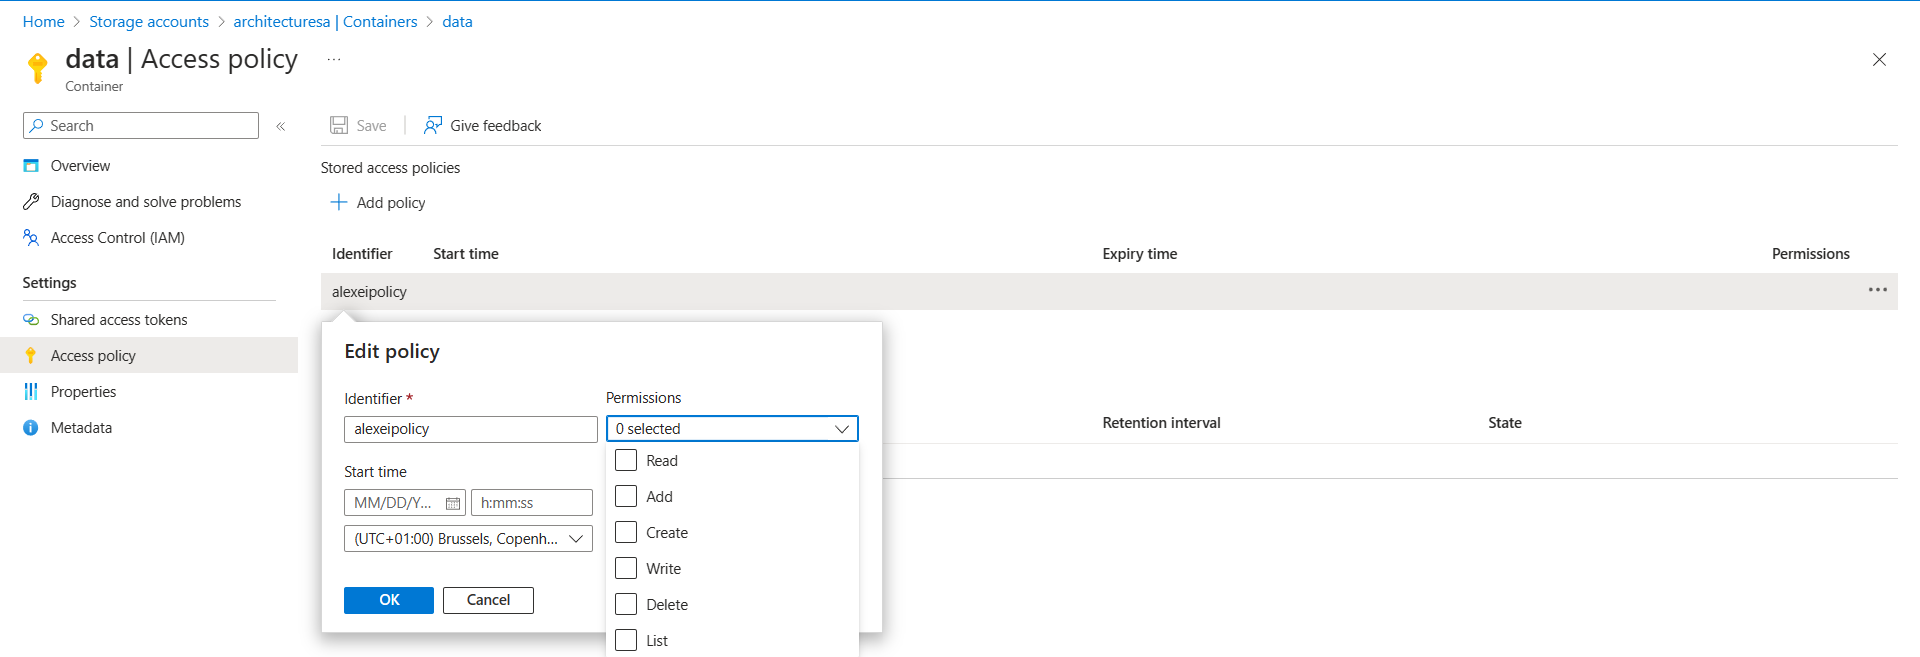 Home > Storage accounts > architecturesa | Containers > data
data | Access policy ...
Container
Search
«
Save
Give feedback
Overview
Diagnose and solve problems
Access Control (IAM)
Settings
Shared access tokens
Access policy
Properties
Metadata
Stored access policies
+ Add policy
Identifier Start time Expiry time Permissions
alexeipolicy ...
Edit policy
Identifier *
alexeipolicy
Permissions
0 selected
Read
Add
Create
Write
Delete
List
Start time
MM/DD/Y... h:mm:ss
(UTC+01:00) Brussels, Copenh...
OK Cancel
Retention interval State